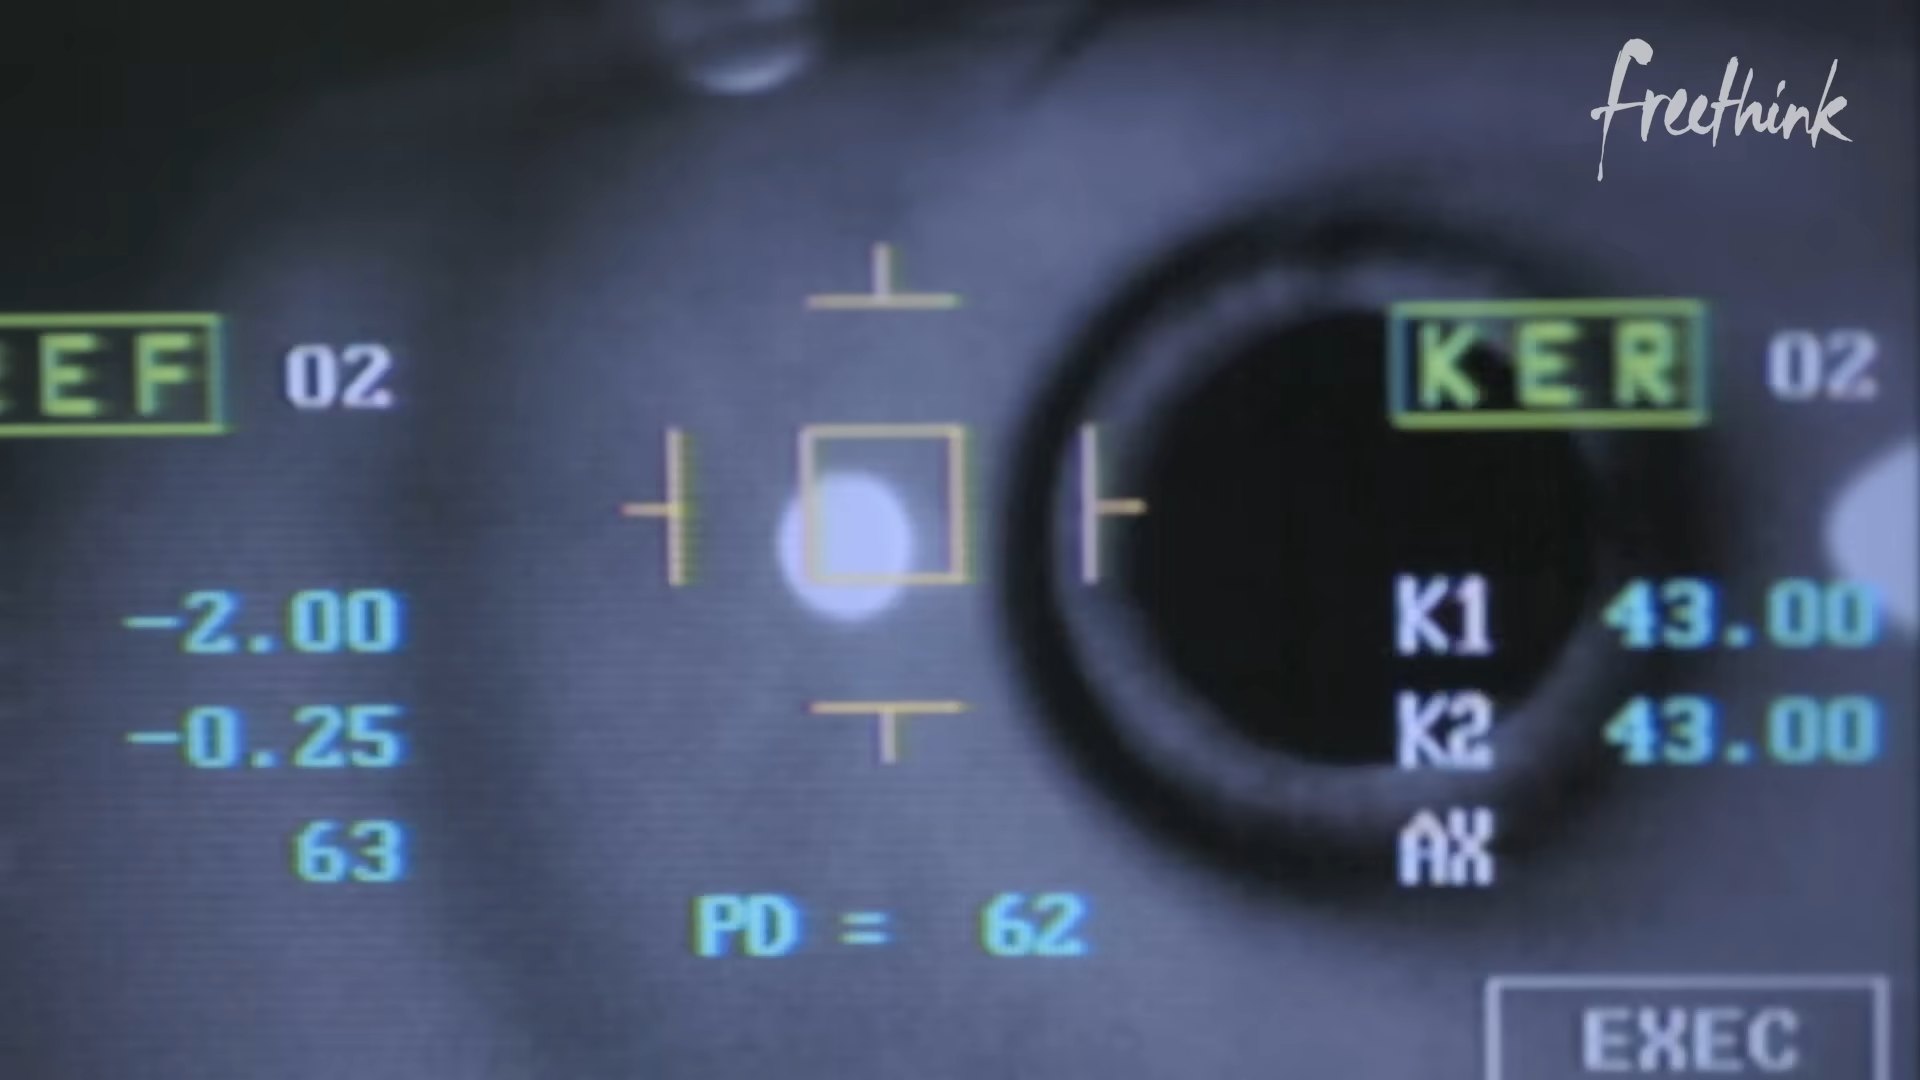 freethink
EF 02
KER 02
-2.00
-0.25
63
K1 43.00
K2 43.00
AX
PD = 62
EXEC